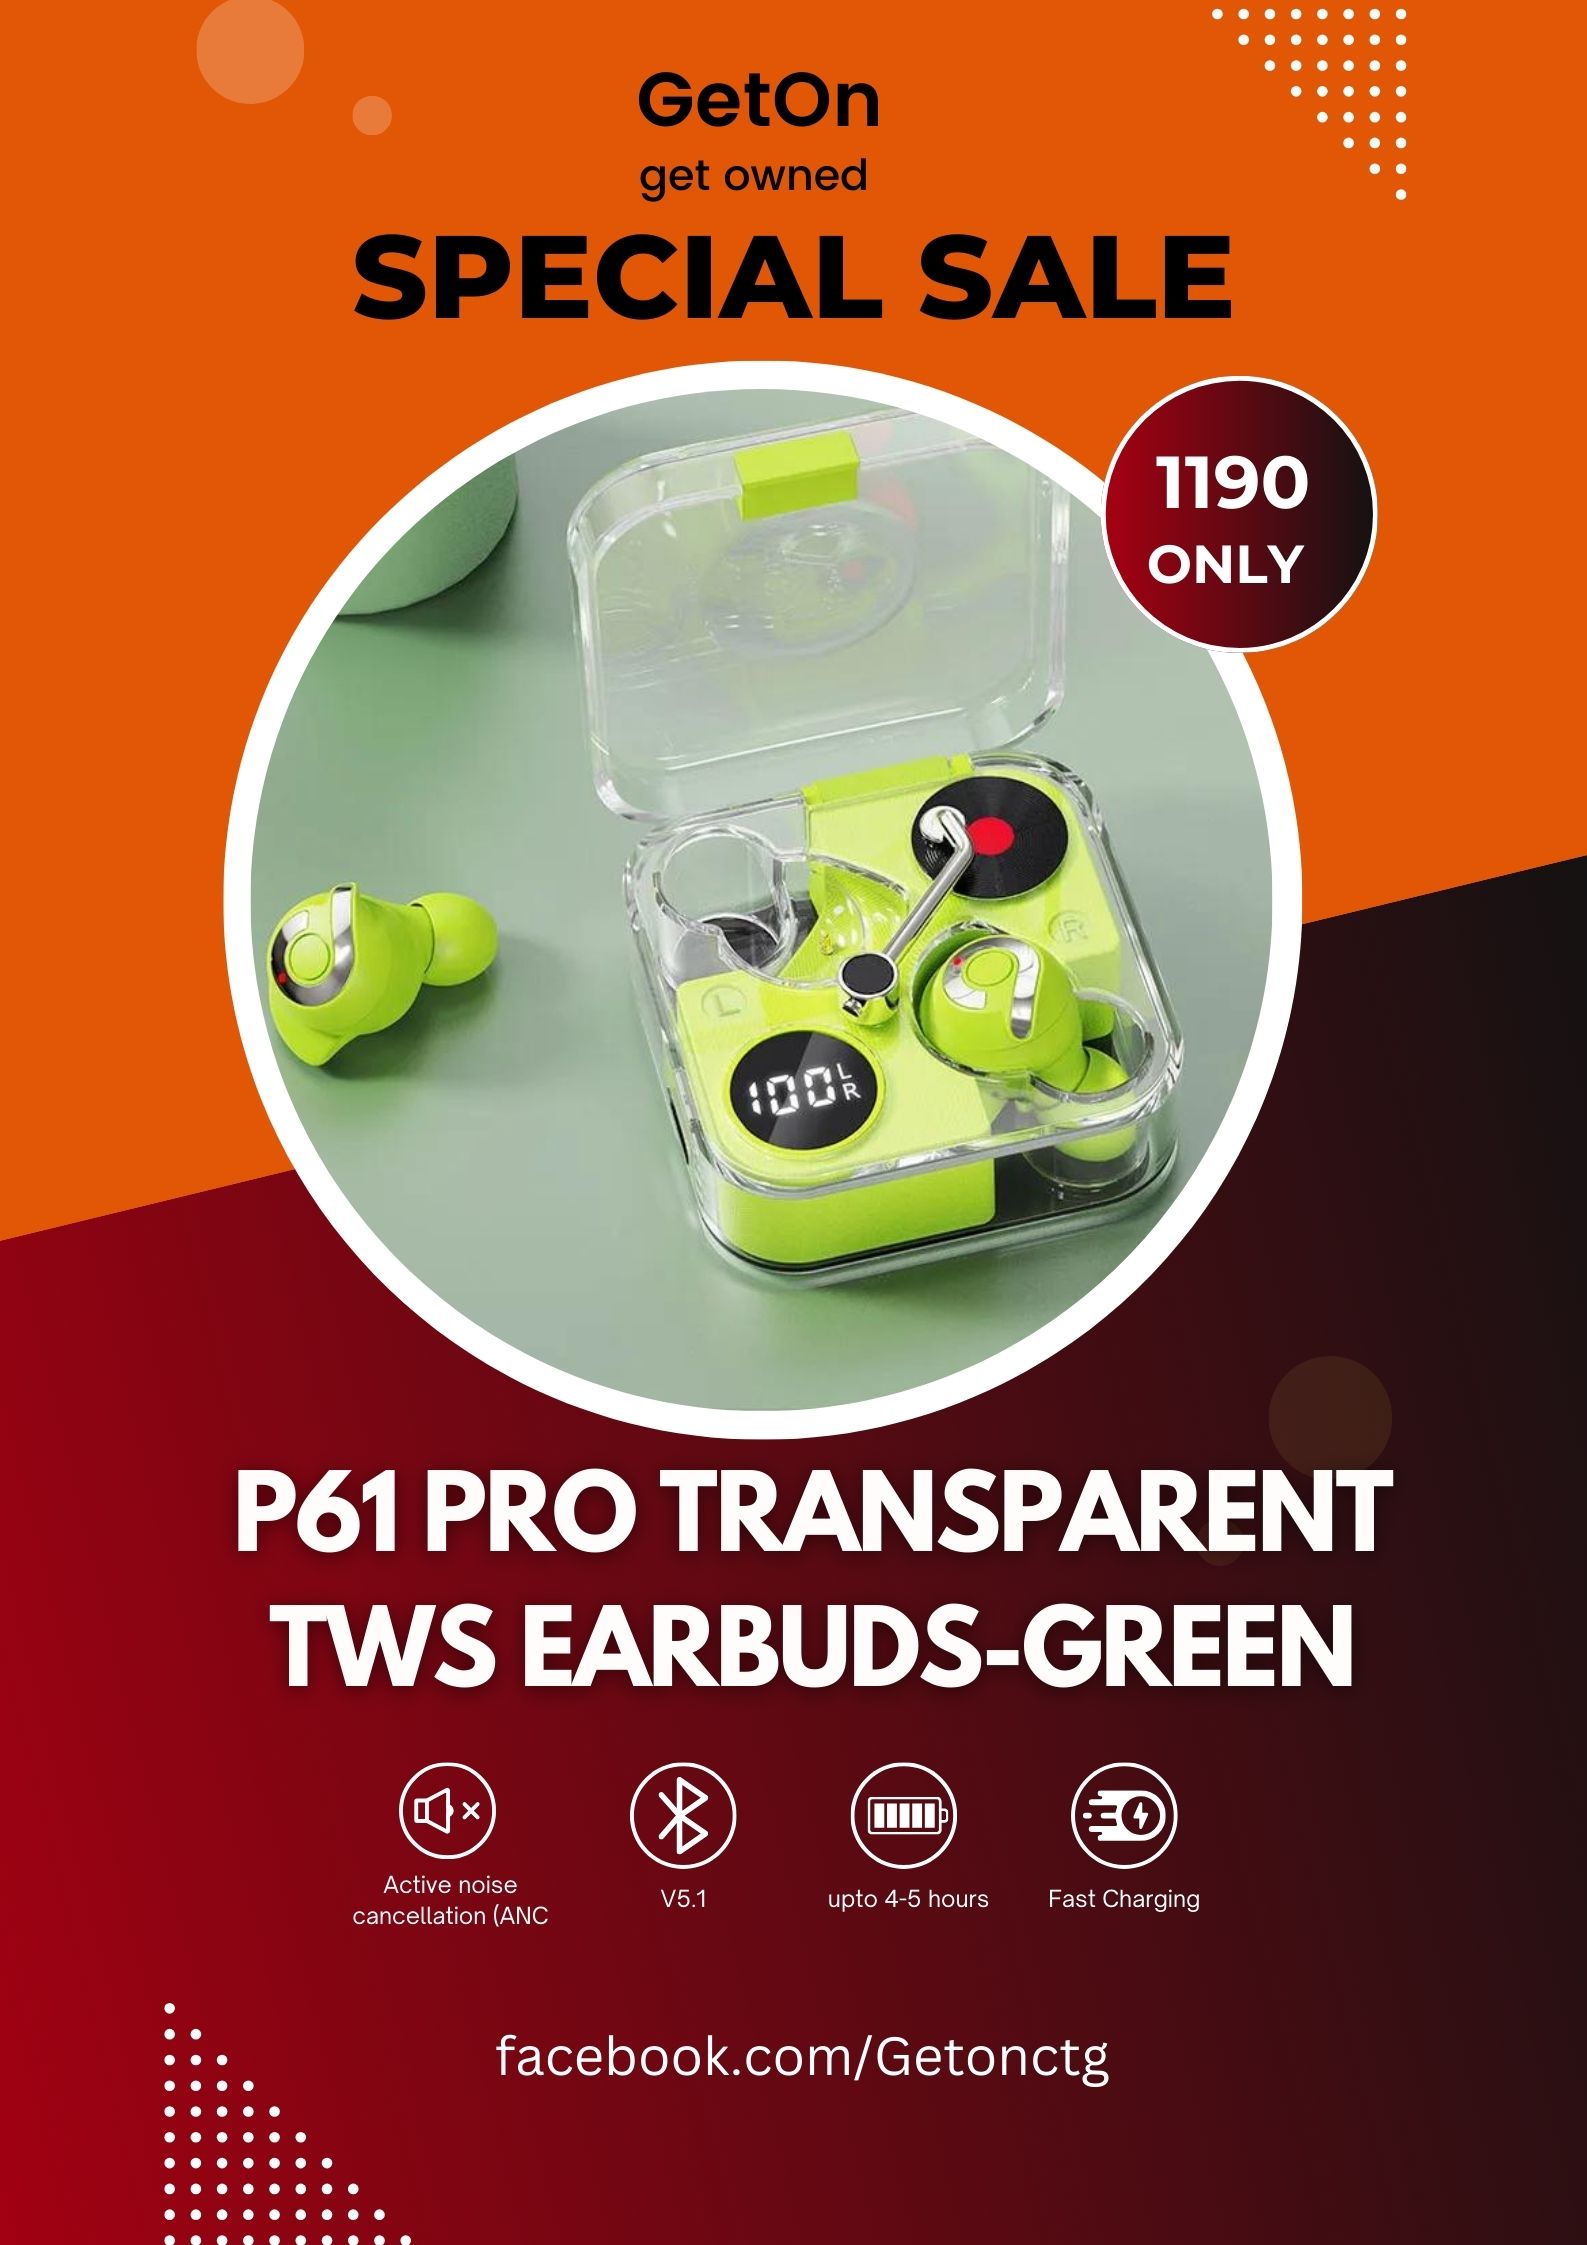 GetOn
get owned
SPECIAL SALE
1190
ONLY
R
L
100 L
R
P61 PRO TRANSPARENT
TWS EARBUDS-GREEN
Active noise
cancellation (ANC
V5.1
upto 4-5 hours
Fast Charging
facebook.com/Getonctg